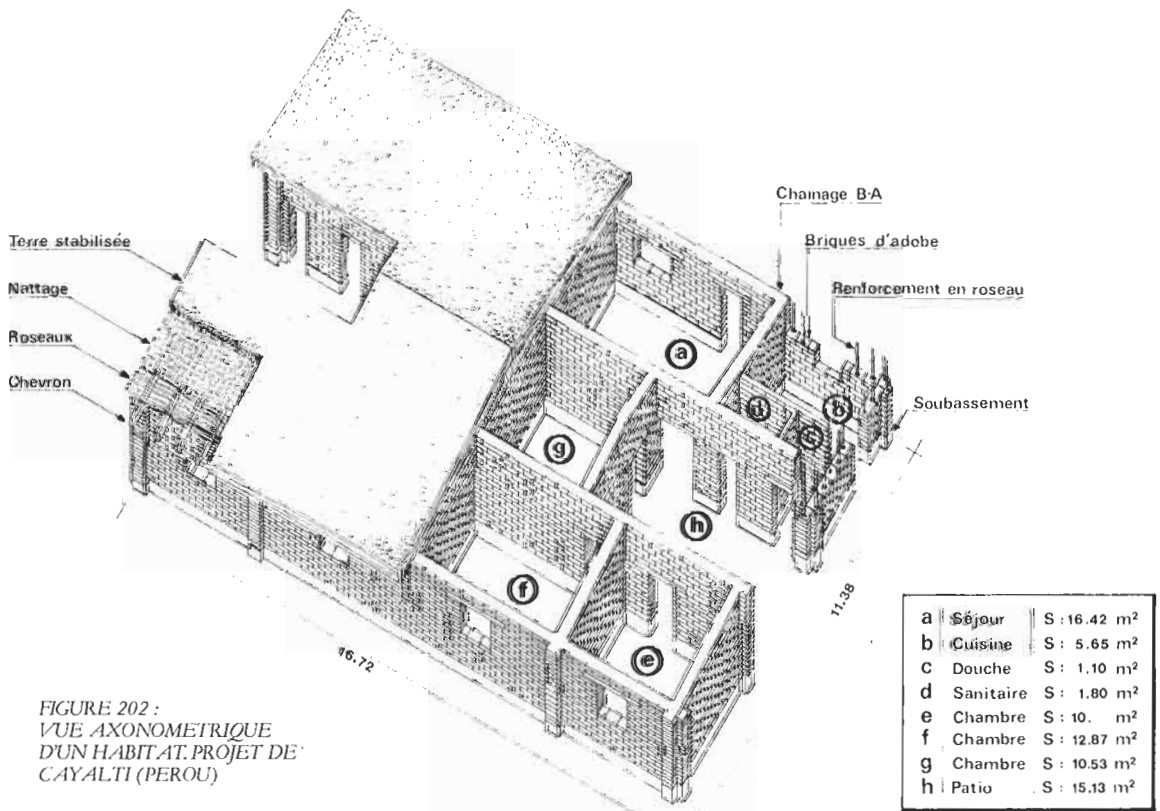 Chainage B·A
Terre stabilisée
Briques d'adobe
Nattage
Renforcement en roseau
Roseaux
Chevron
Soubassement
a
b
c
d
e
f
g
h
11.38
16.72
a Séjour S : 16.42 m²
b Cuisine S : 5.65 m²
c Douche S : 1.10 m²
d Sanitaire S : 1.80 m²
e Chambre S : 10. m²
f Chambre S : 12.87 m²
g Chambre S : 10.53 m²
h Patio S : 15.13 m²
FIGURE 202 :
VUE AXONOMETRIQUE
D'UN HABITAT. PROJET DE
CAYALTI (PEROU)